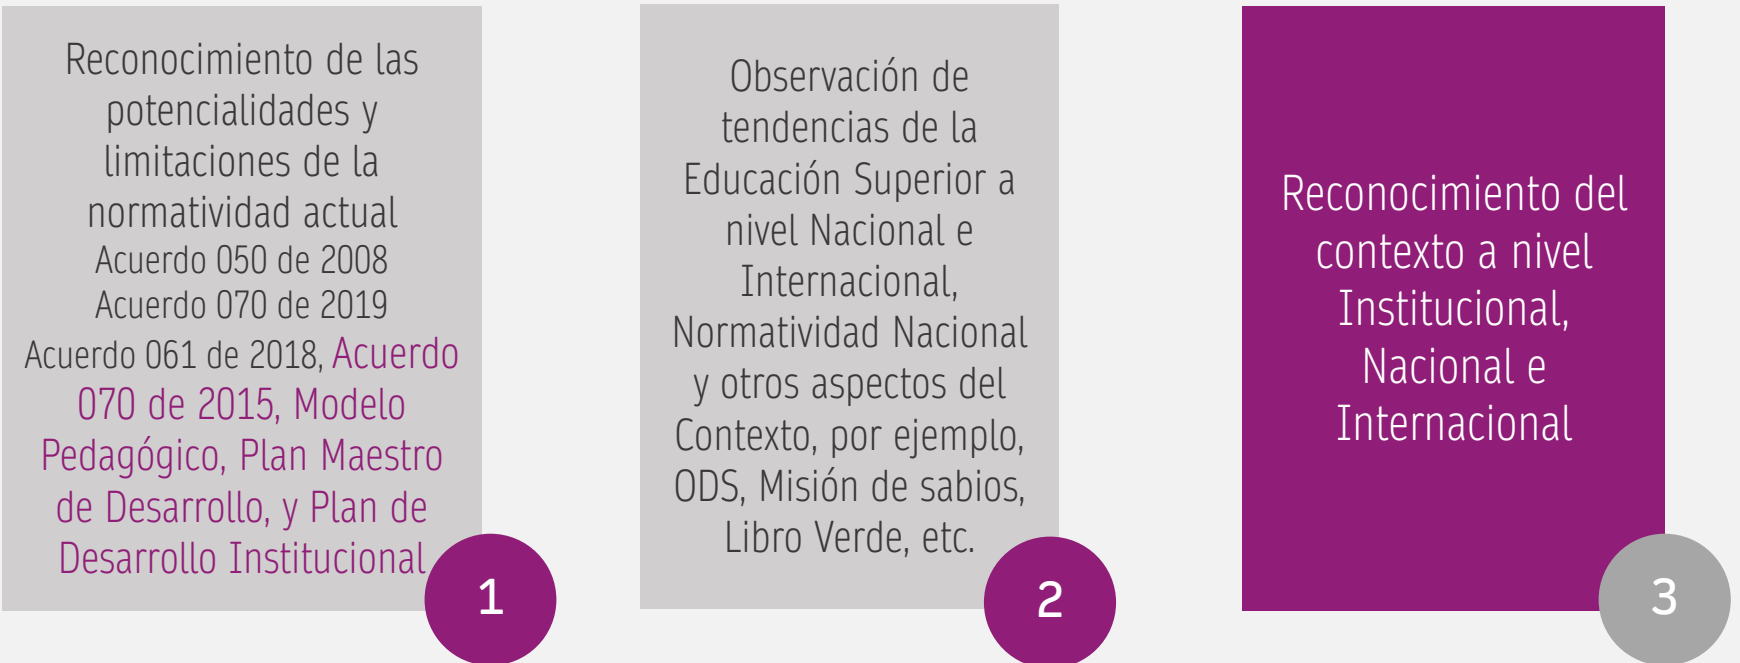 Reconocimiento de las
potencialidades y
limitaciones de la
normatividad actual
Acuerdo 050 de 2008
Acuerdo 070 de 2019
Acuerdo 061 de 2018, Acuerdo
070 de 2015, Modelo
Pedagógico, Plan Maestro
de Desarrollo, y Plan de
Desarrollo Institucional
1
Observación de
tendencias de la
Educación Superior a
nivel Nacional e
Internacional,
Normatividad Nacional
y otros aspectos del
Contexto, por ejemplo,
ODS, Misión de sabios,
Libro Verde, etc.
2
Reconocimiento del
contexto a nivel
Institucional,
Nacional e
Internacional
3